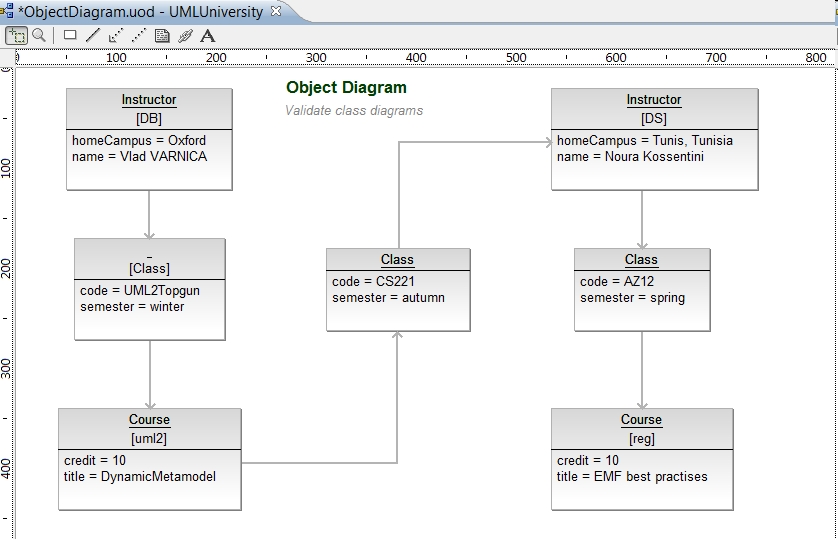 *ObjectDiagram.uod - UMLUniversity
A
0 100 200 300 400 500 600 700 800
0
100
200
300
400
Object Diagram
Validate class diagrams
Instructor
[DB]
homeCampus = Oxford
name = Vlad VARNICA
Instructor
[DS]
homeCampus = Tunis, Tunisia
name = Noura Kossentini
-
[Class]
code = UML2Topgun
semester = winter
Class
code = CS221
semester = autumn
Class
code = AZ12
semester = spring
Course
[uml2]
credit = 10
title = DynamicMetamodel
Course
[reg]
credit = 10
title = EMF best practises